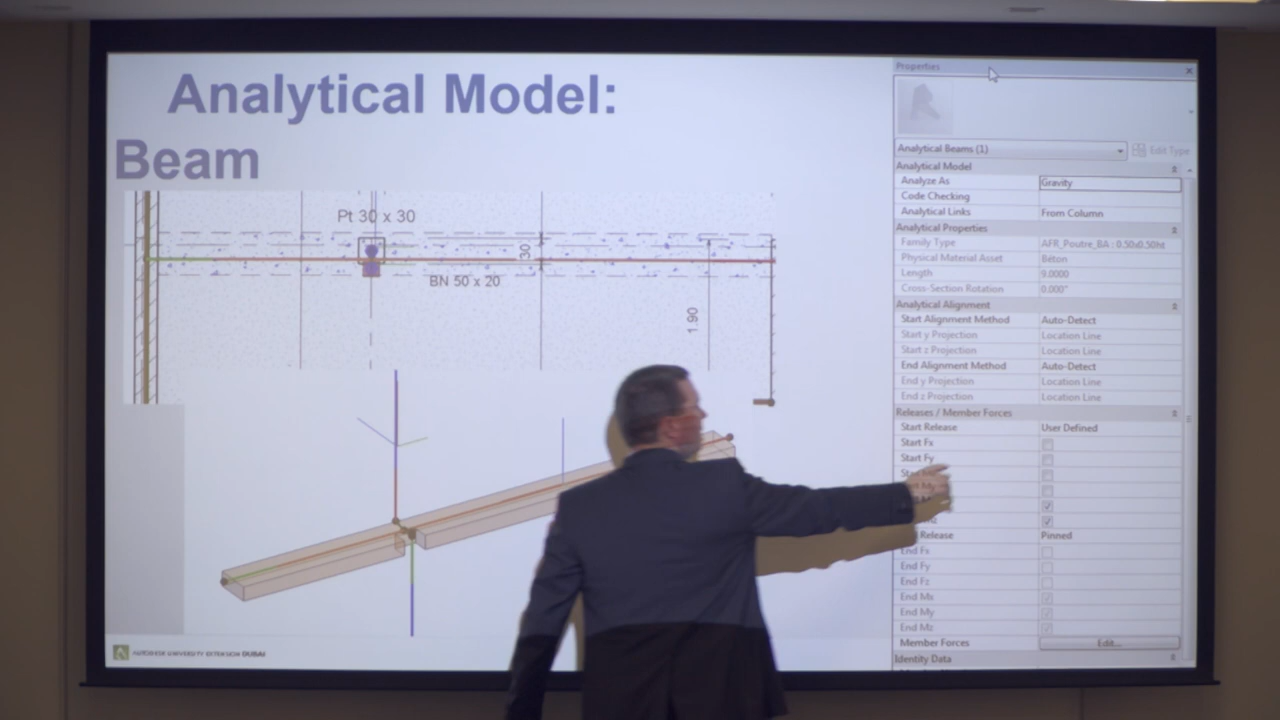 Analytical Model:
Beam
Pt 30 x 30
30
BN 50 x 20
1.90
AUTODESK UNIVERSITY EXTENSION DUBAI
Properties
Analytical Beams (1)
Edit Type
Analytical Model
Analyze As Gravity
Code Checking
Analytical Links From Column
Analytical Properties
Family Type AFR_Poutre_BA : 0.50x0.50ht
Physical Material Asset Béton
Length 9.0000
Cross-Section Rotation 0.000°
Analytical Alignment
Start Alignment Method Auto-Detect
Start y Projection Location Line
Start z Projection Location Line
End Alignment Method Auto-Detect
End y Projection Location Line
End z Projection Location Line
Releases / Member Forces
Start Release User Defined
Start Fx
Start Fy
Release Pinned
End Fx
End Fy
End Fz
End Mx
End My
End Mz
Member Forces Edit...
Identity Data